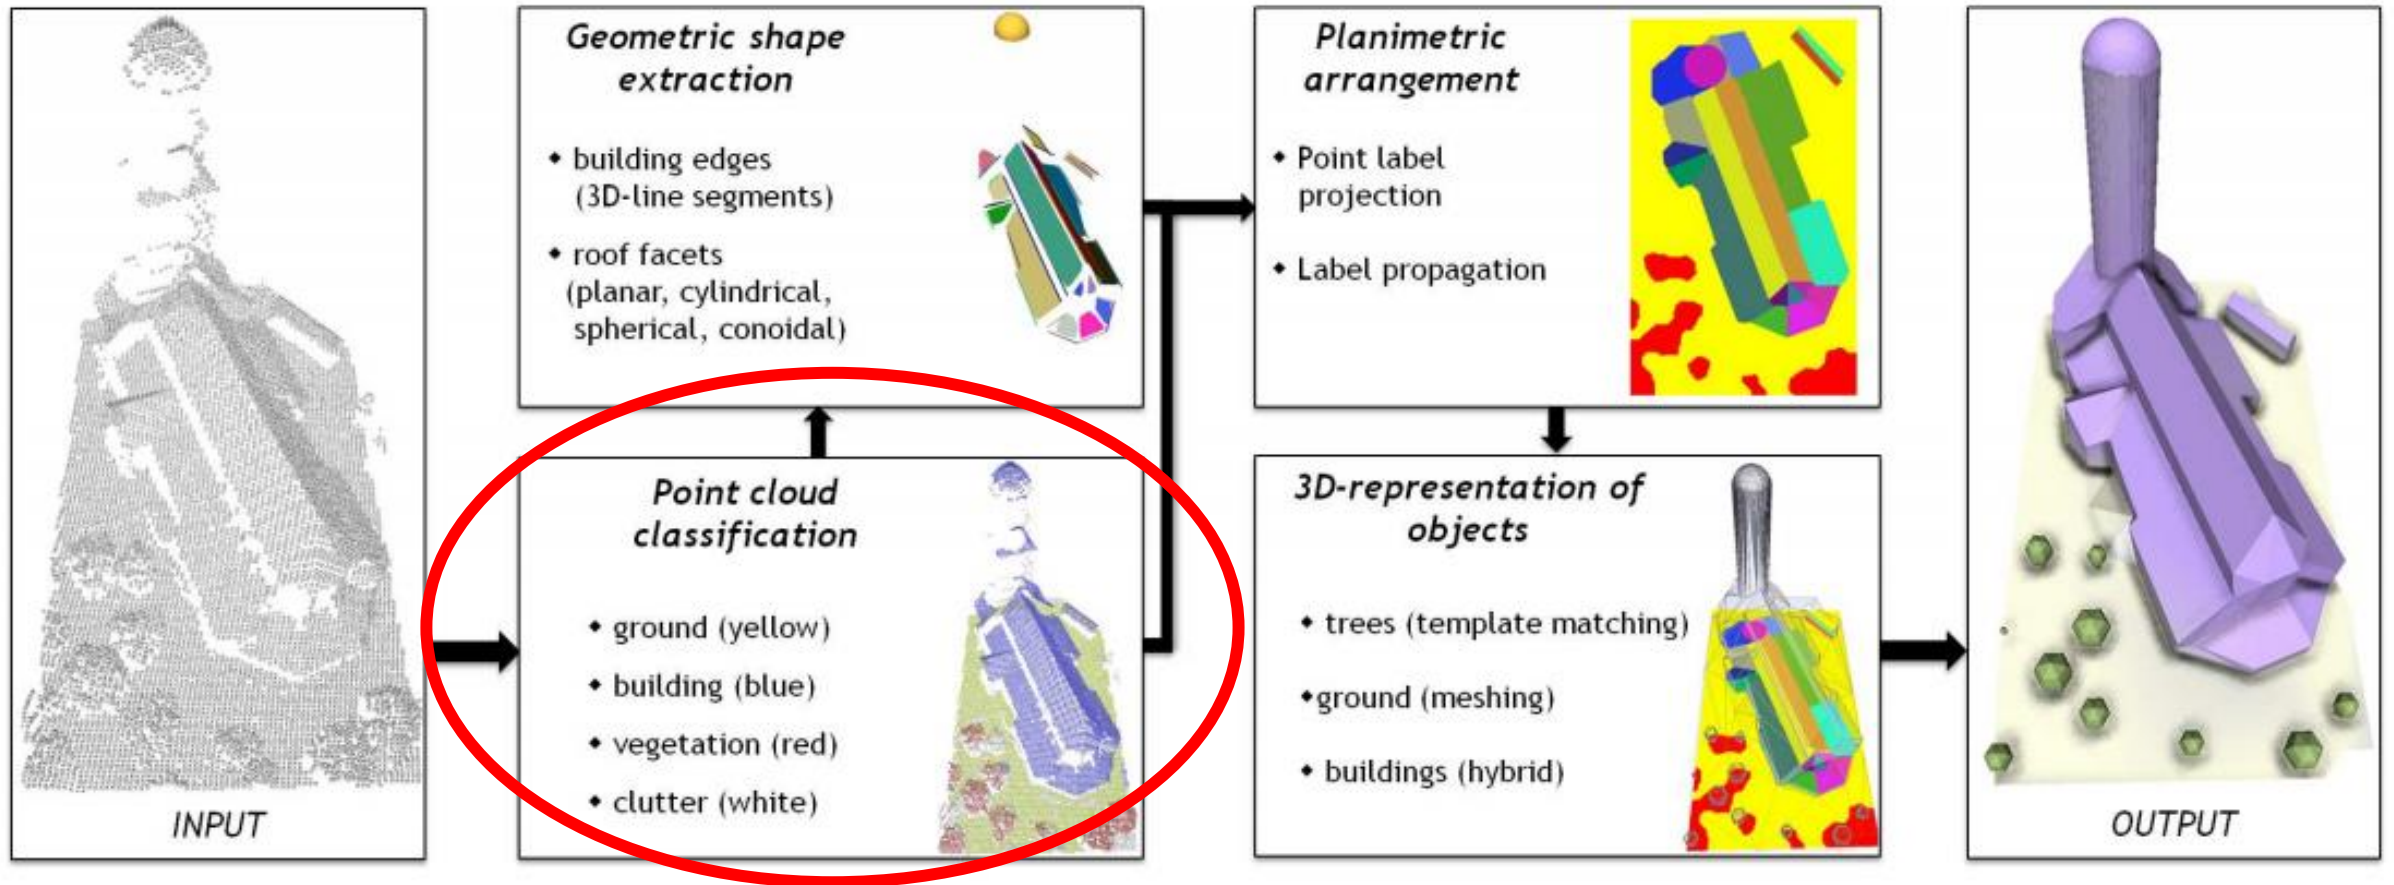 INPUT
Geometric shape
extraction
◆ building edges
(3D-line segments)
◆ roof facets
(planar, cylindrical,
spherical, conoidal)
Point cloud
classification
◆ ground (yellow)
◆ building (blue)
◆ vegetation (red)
◆ clutter (white)
Planimetric
arrangement
◆ Point label
projection
◆ Label propagation
3D-representation of
objects
◆ trees (template matching)
◆ground (meshing)
◆ buildings (hybrid)
OUTPUT